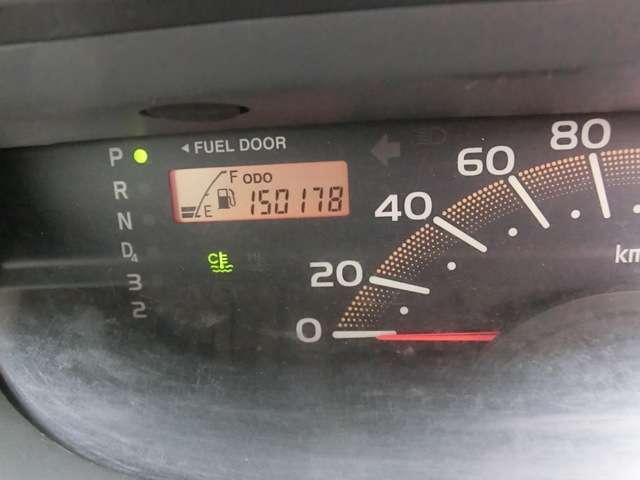 P
R
N
D4
3
2
◄ FUEL DOOR
F ODO
E 150178
C
0
20
40
60
80
km